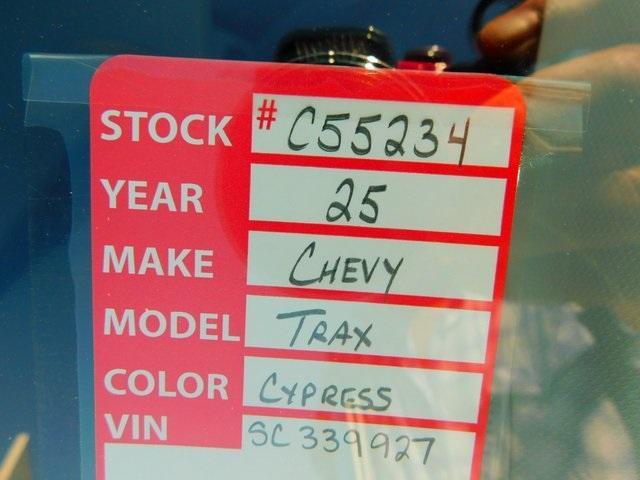 STOCK # C55234
YEAR 25
MAKE CHEVY
MODEL TRAX
COLOR CYPRESS
VIN SC339927